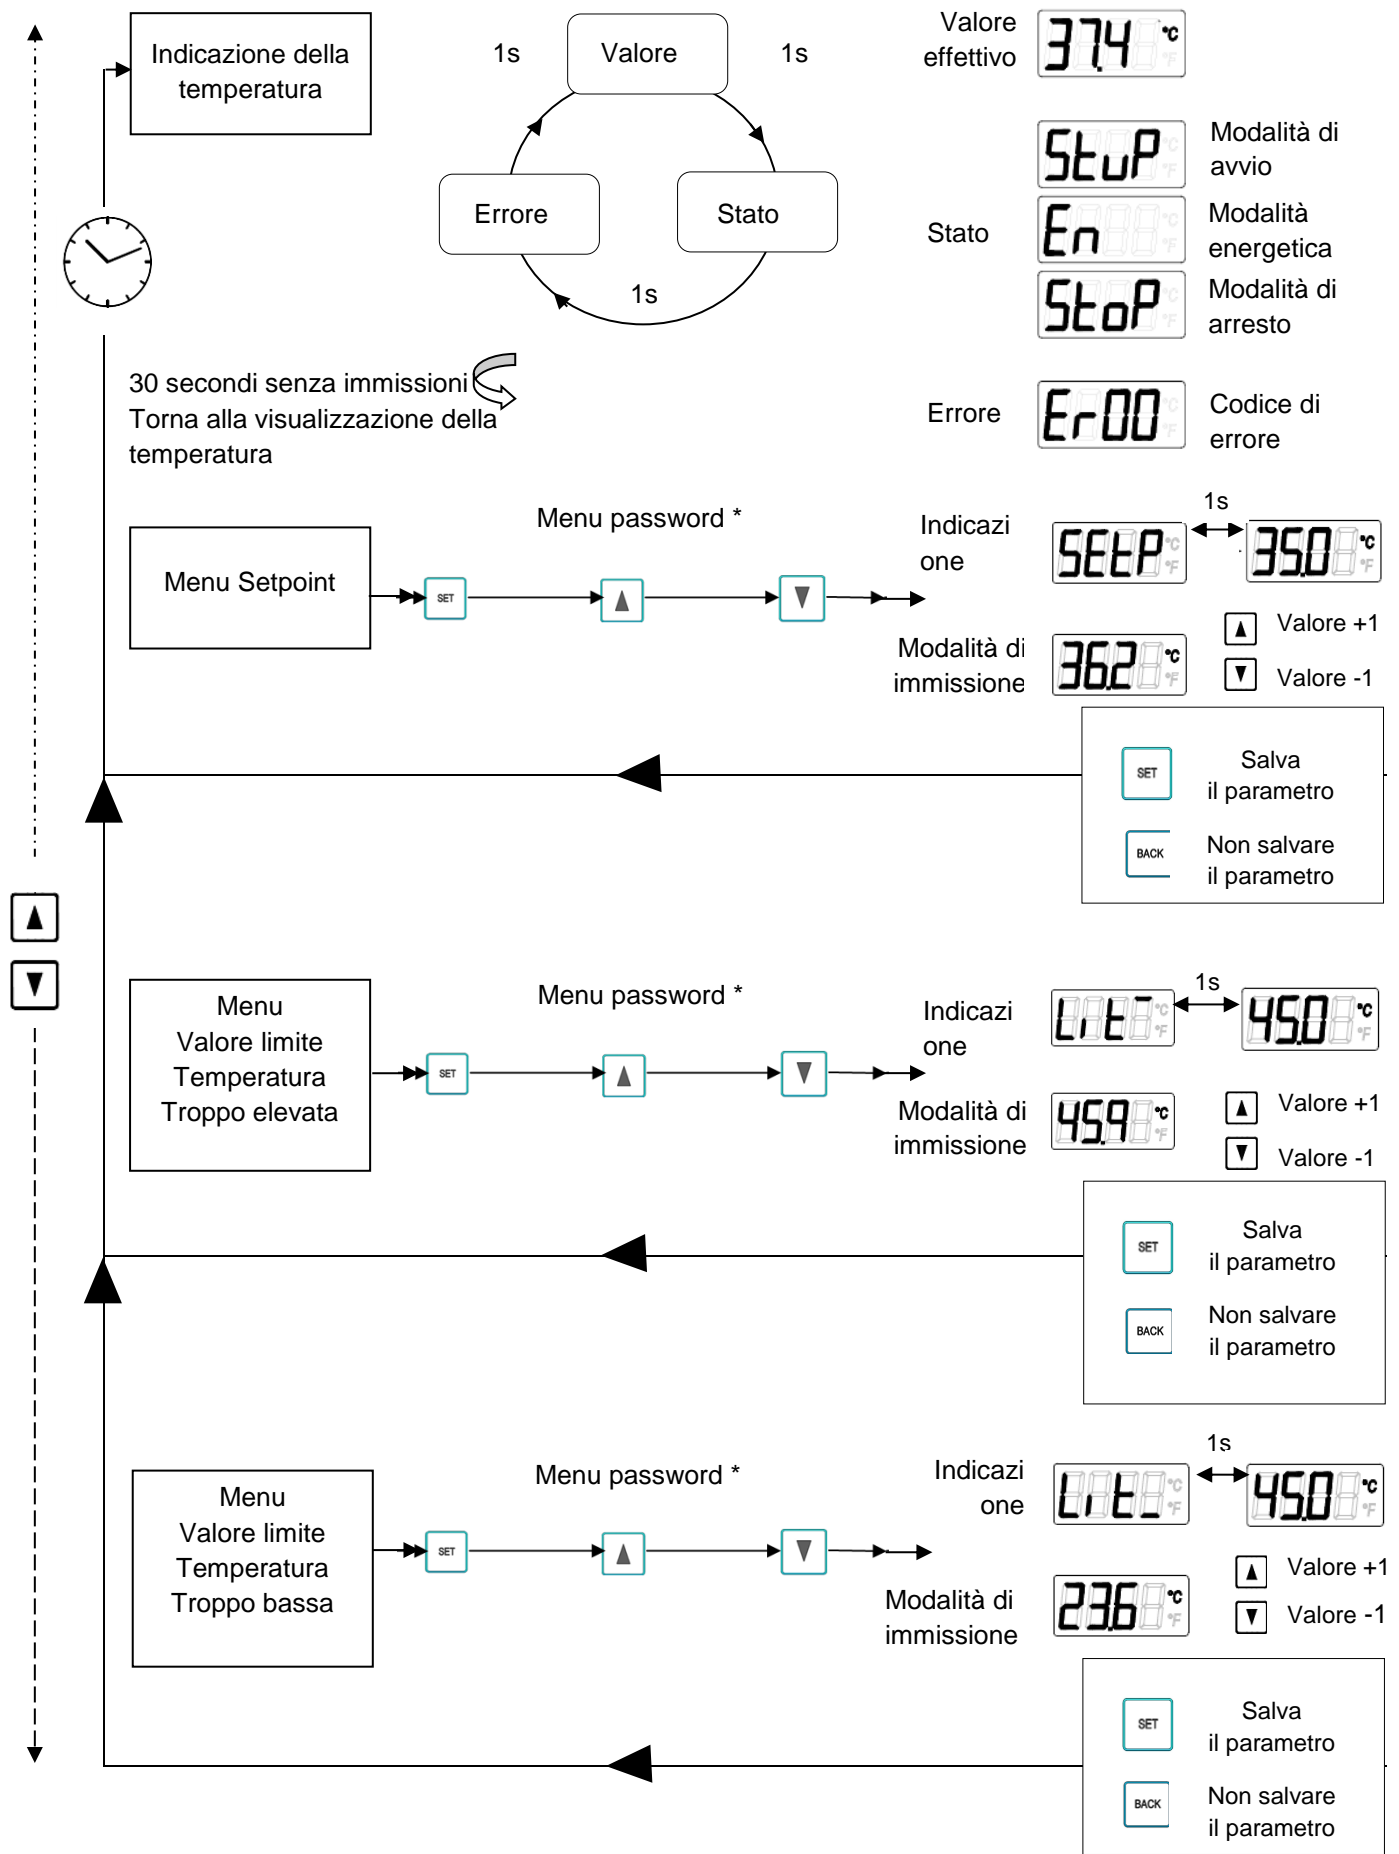 Indicazione della
temperatura
1s
Valore
1s
Errore
Stato
1s
Valore
effettivo
37.4 °C
°F
Stato
StuP °C
°F
Modalità di
avvio
En °C
°F
Modalità
energetica
StoP °C
°F
Modalità di
arresto
30 secondi senza immissioni
Torna alla visualizzazione della
temperatura
Errore
Er00 °C
°F
Codice di
errore
Menu Setpoint
Menu password *
SET
Indicazi
one
SEtP °C
°F
1s
35.0 °C
°F
Modalità di
immissione
36.2 °C
°F
Valore +1
Valore -1
SET
Salva
il parametro
BACK
Non salvare
il parametro
Menu
Valore limite
Temperatura
Troppo elevata
Menu password *
SET
Indicazi
one
Lit¯ °C
°F
1s
45.0 °C
°F
Modalità di
immissione
45.9 °C
°F
Valore +1
Valore -1
SET
Salva
il parametro
BACK
Non salvare
il parametro
Menu
Valore limite
Temperatura
Troppo bassa
Menu password *
SET
Indicazi
one
Lit_ °C
°F
1s
45.0 °C
°F
Modalità di
immissione
23.6 °C
°F
Valore +1
Valore -1
SET
Salva
il parametro
BACK
Non salvare
il parametro